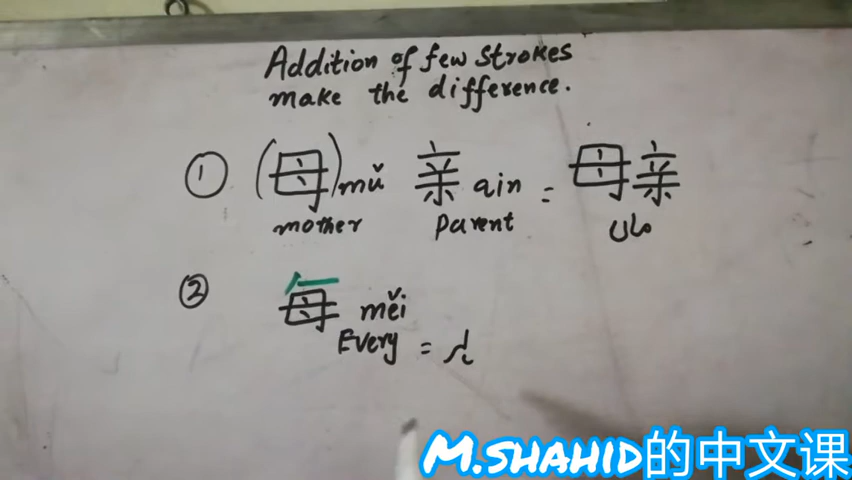 Addition of few strokes
make the difference.
① (母) mǔ 亲 qin = 母亲
mother parent ماں
② 每 měi
Every = ہر
M.SHAHID的中文课